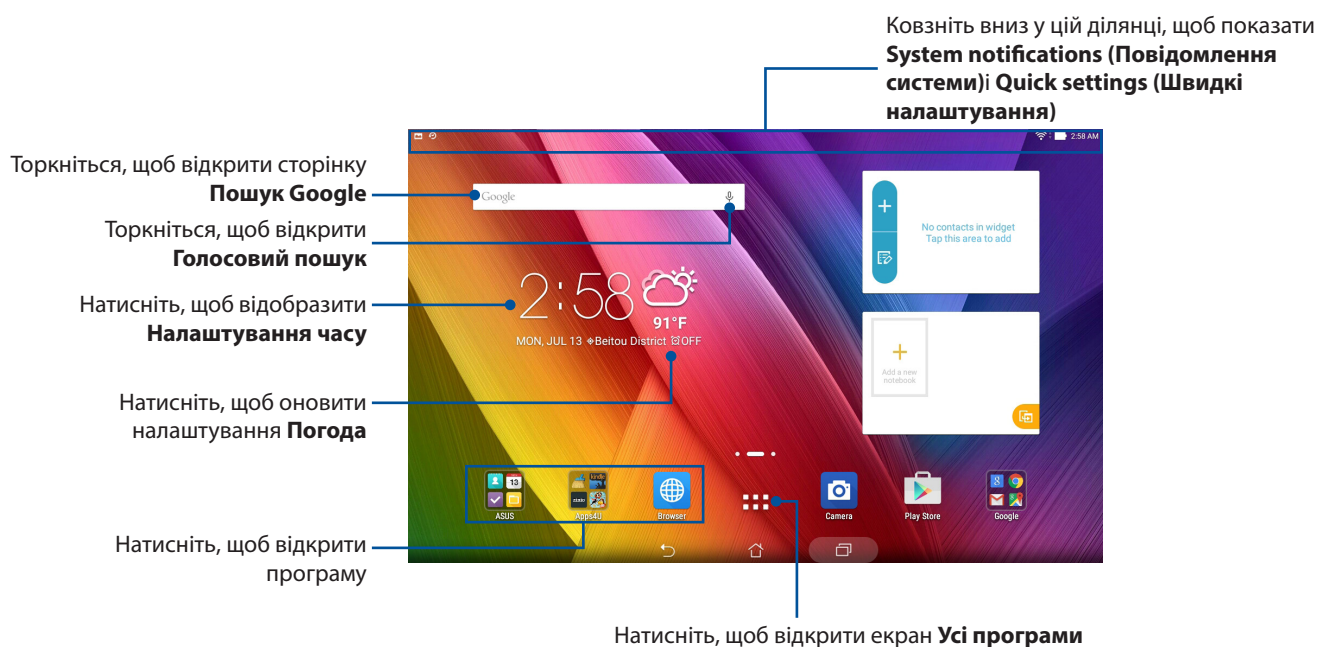 Ковзніть вниз у цій ділянці, щоб показати
System notifications (Повідомлення
системи)і Quick settings (Швидкі
налаштування)
2:58 AM
Торкніться, щоб відкрити сторінку
Пошук Google
Google
Торкніться, щоб відкрити
Голосовий пошук
No contacts in widget
Tap this area to add
Натисніть, щоб відобразити
Налаштування часу
2:58
91°F
MON, JUL 13 Beitou District OFF
Add a new
notebook
Натисніть, щоб оновити
налаштування Погода
13
kindle
8
ASUS
Apps4U
Browser
Camera
Play Store
Google
Натисніть, щоб відкрити
програму
Натисніть, щоб відкрити екран Усі програми